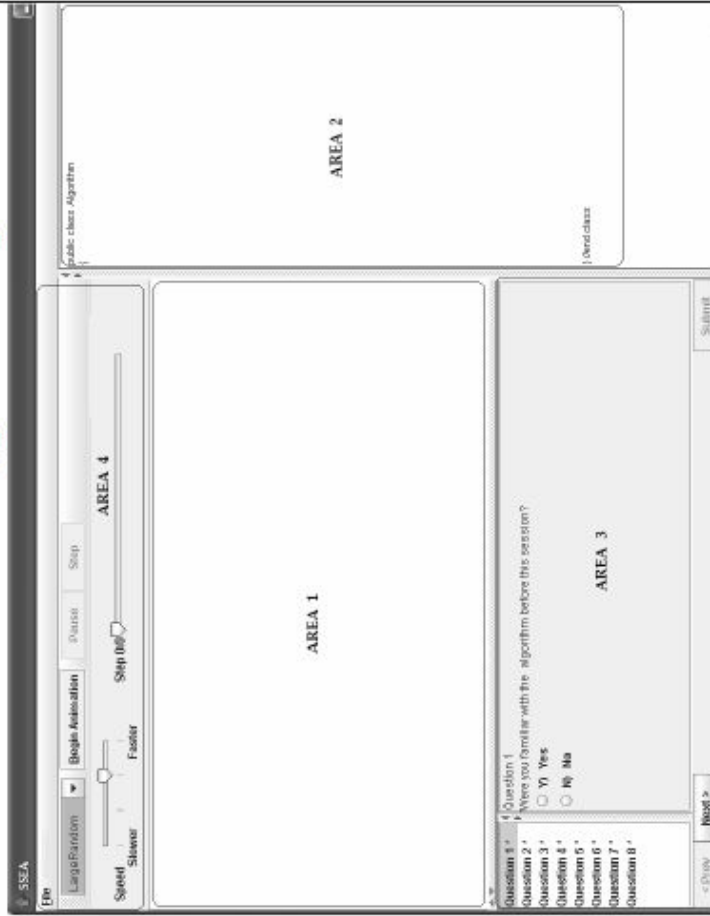 SSEA
File
LargeRandom Begin Animation Pause Step
Speed
Slower Faster
Step 0/0
AREA 4
AREA 1
Question 1 *
Question 2 *
Question 3 *
Question 4 *
Question 5 *
Question 6 *
Question 7 *
Question 8 *
Question 1
Were you familiar with the algorithm before this session?
Y) Yes
N) No
AREA 3
< Prev Next > Submit
public class Algorithm
{
AREA 2
} //end class